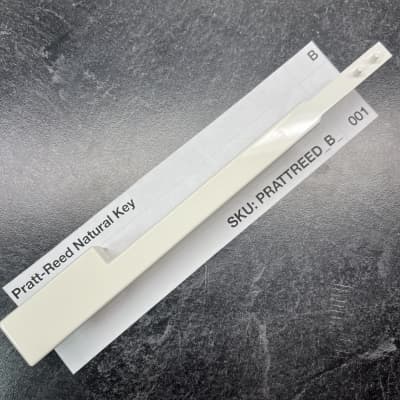 B
Pratt-Reed Natural Key
SKU: PRATTREED_B_ 001